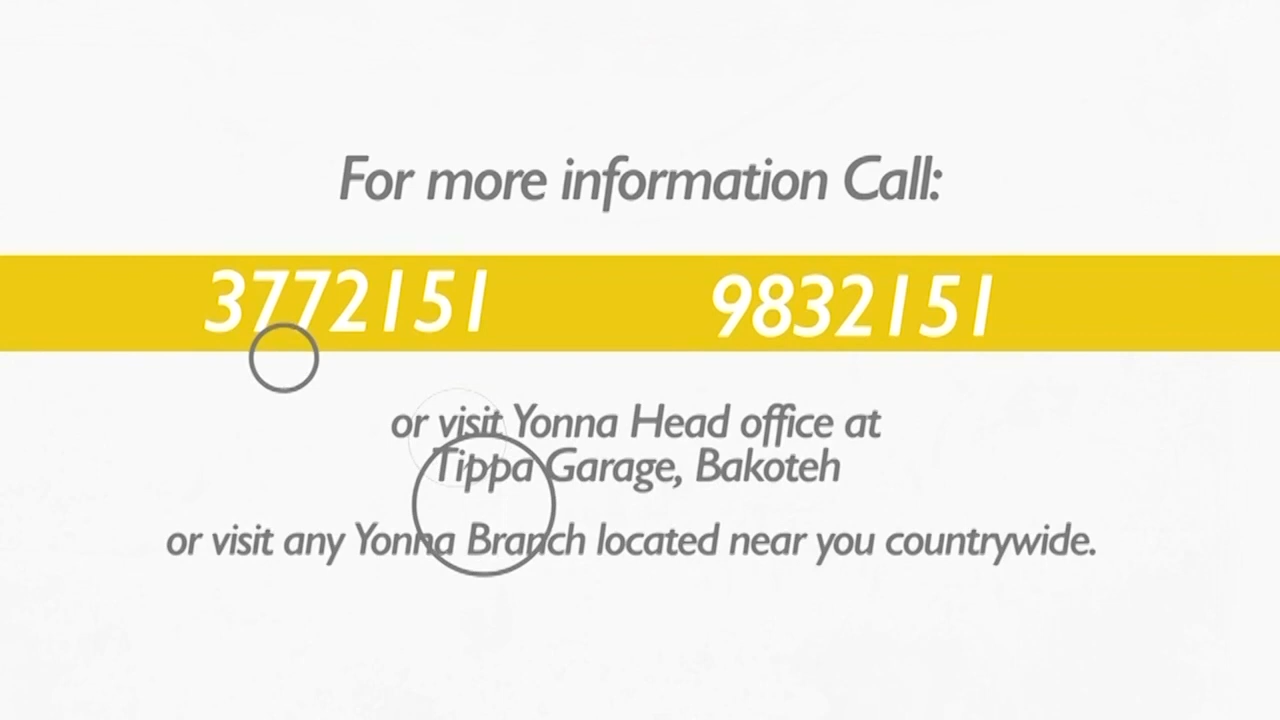 For more information Call:
3772151 9832151
or visit Yonna Head office at
Tippa Garage, Bakoteh
or visit any Yonna Branch located near you countrywide.